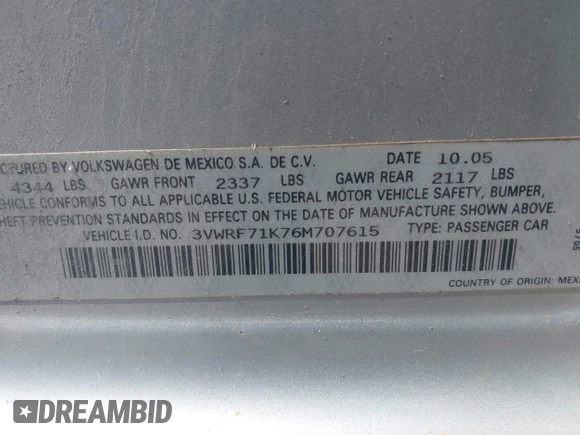 CTURED BY VOLKSWAGEN DE MEXICO S.A. DE C.V. DATE 10.05
4344 LBS GAWR FRONT 2337 LBS GAWR REAR 2117 LBS
VEHICLE CONFORMS TO ALL APPLICABLE U.S. FEDERAL MOTOR VEHICLE SAFETY, BUMPER,
HEFT PREVENTION STANDARDS IN EFFECT ON THE DATE OF MANUFACTURE SHOWN ABOVE.
VEHICLE I.D. NO. 3VWRF71K76M707615 TYPE: PASSENGER CAR
COUNTRY OF ORIGIN: MEXI
DREAMBID